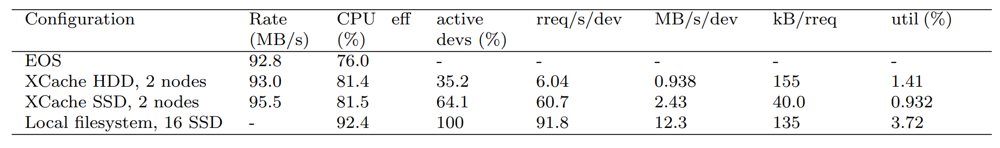 Configuration Rate CPU eff active rreq/s/dev MB/s/dev kB/rreq util (%)
(MB/s) (%) devs (%)
EOS 92.8 76.0 - - - - -
XCache HDD, 2 nodes 93.0 81.4 35.2 6.04 0.938 155 1.41
XCache SSD, 2 nodes 95.5 81.5 64.1 60.7 2.43 40.0 0.932
Local filesystem, 16 SSD - 92.4 100 91.8 12.3 135 3.72